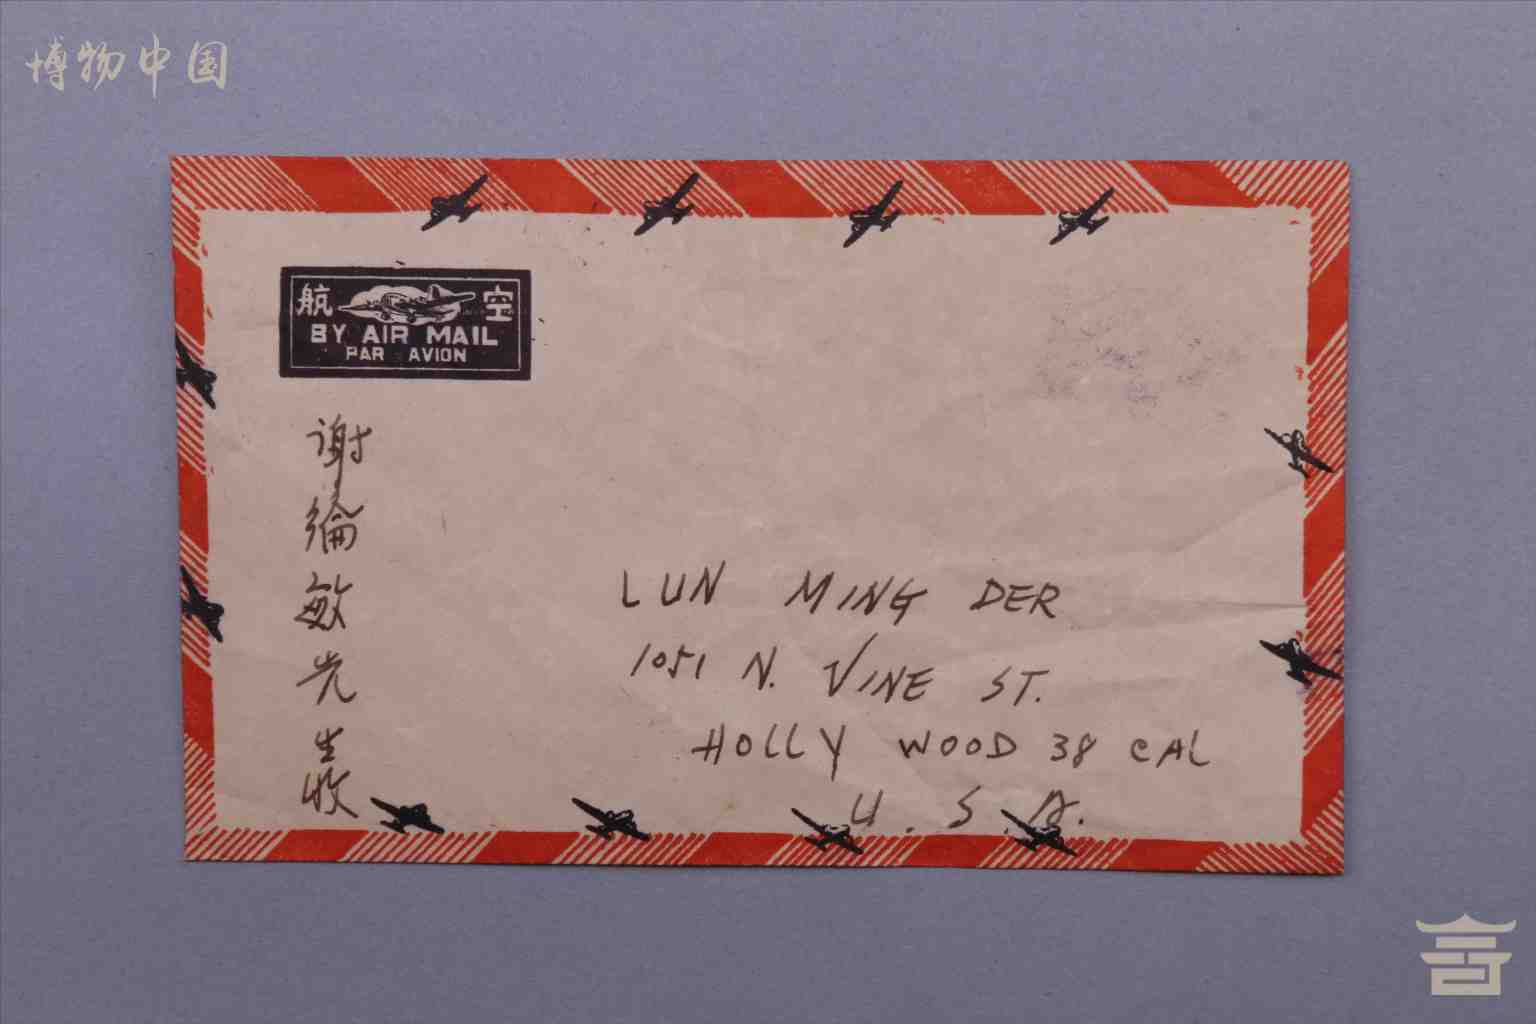 博物中国
航 空
BY AIR MAIL
PAR AVION
谢綸敏先生收
LUN MING DER
1051 N. VINE ST.
HOLLY WOOD 38 CAL
U.S.A.